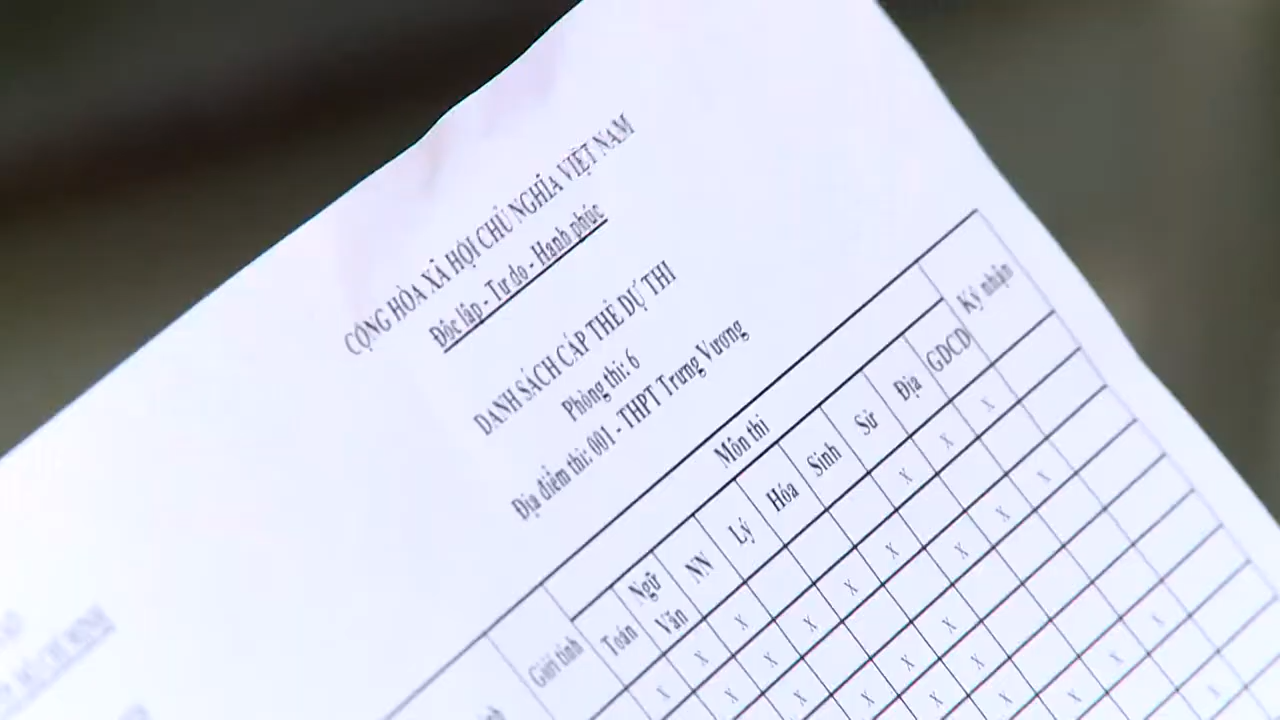 CỘNG HÒA XÃ HỘI CHỦ NGHĨA VIỆT NAM
Độc lập - Tự do - Hạnh phúc
DANH SÁCH CẤP THẺ DỰ THI
Phòng thi: 6
Địa điểm thi: 001 - THPT Trưng Vương
Môn thi
Giới tính
Toán
Ngữ
Văn
NN
Lý
Hóa
Sinh
Sử
Địa
GDCD
Ký nhận
x x x x x x
x x x x x x
x x x x x x
x x x
x x x
x